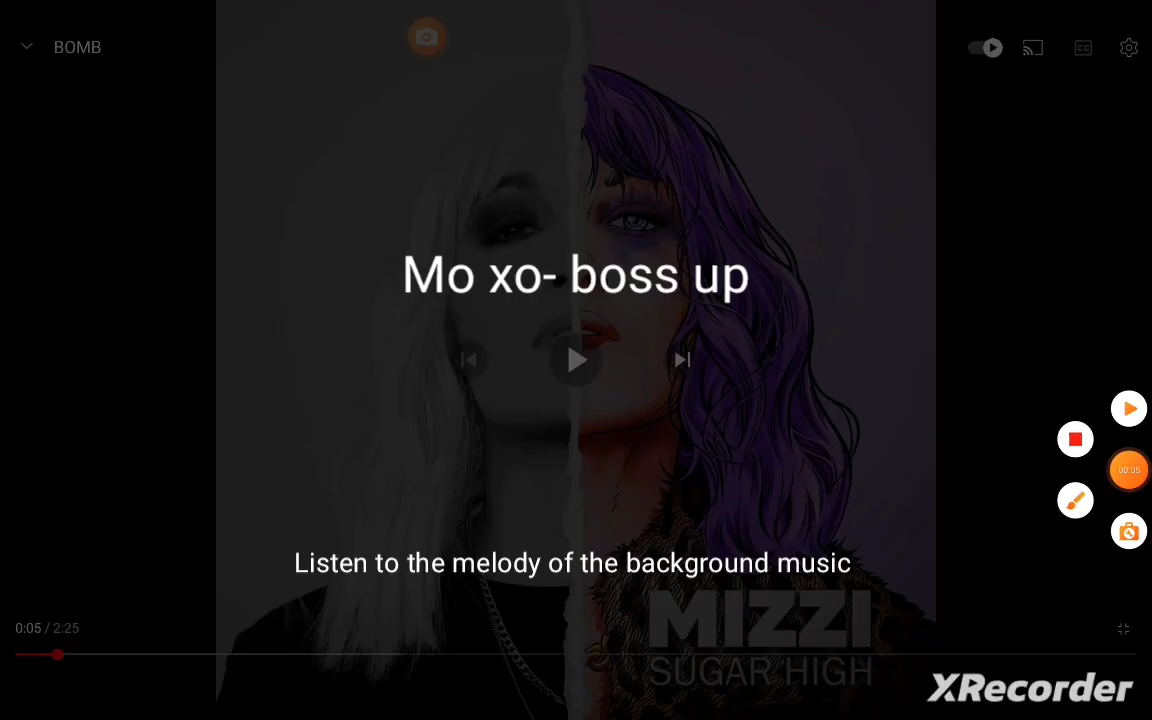 BOMB
CC
Mo xo- boss up
00:05
Listen to the melody of the background music
MIZZI
SUGAR HIGH
0:05 / 2:25
XRecorder